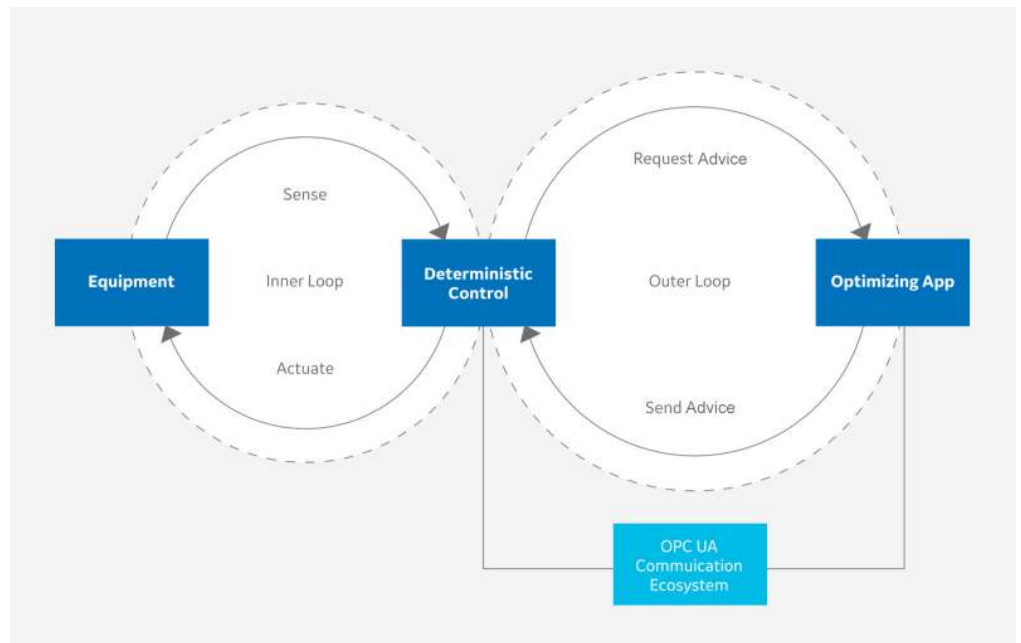 Request Advice
Sense
Equipment
Inner Loop
Deterministic
Control
Outer Loop
Optimizing App
Actuate
Send Advice
OPC UA
Commuication
Ecosystem